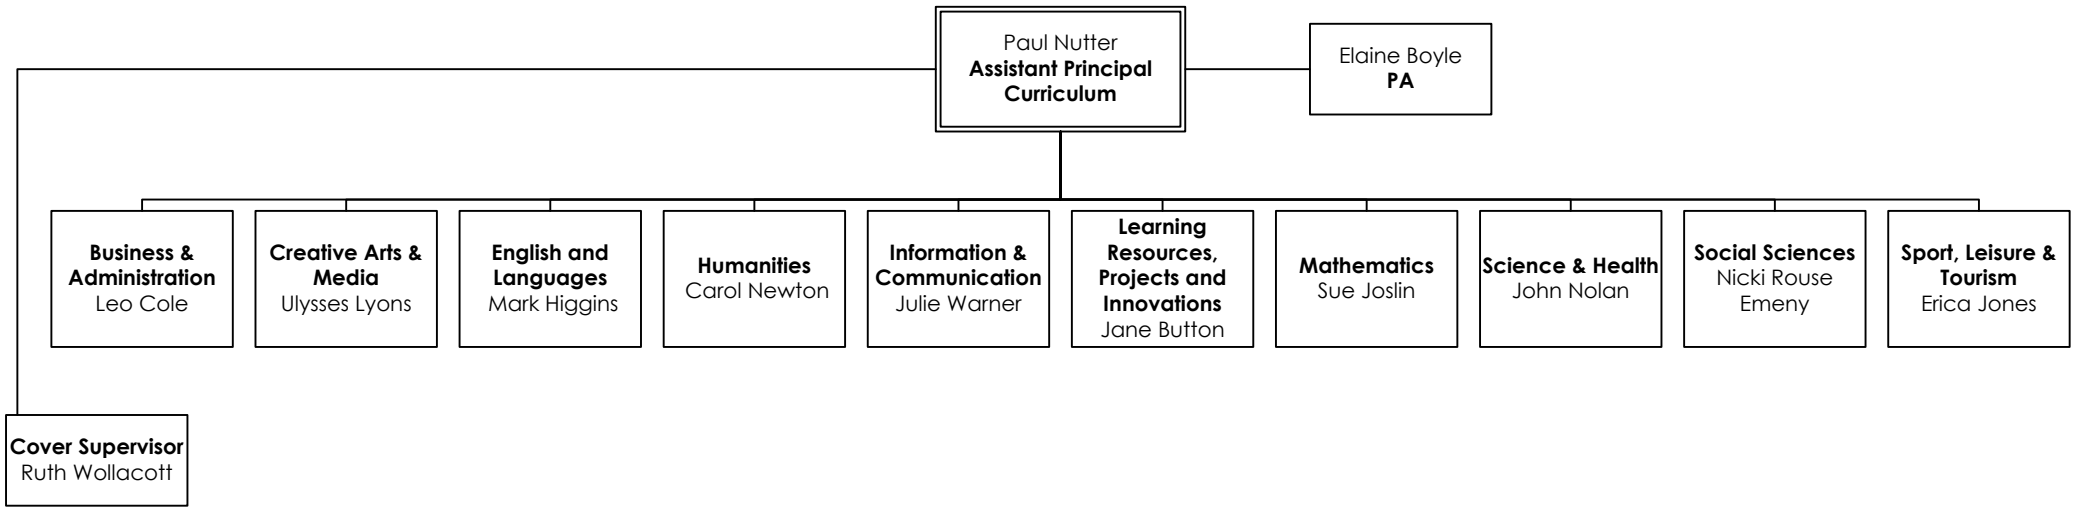 Paul Nutter
Assistant Principal
Curriculum
Elaine Boyle
PA
Business &
Administration
Leo Cole
Creative Arts &
Media
Ulysses Lyons
English and
Languages
Mark Higgins
Humanities
Carol Newton
Information &
Communication
Julie Warner
Learning
Resources,
Projects and
Innovations
Jane Button
Mathematics
Sue Joslin
Science & Health
John Nolan
Social Sciences
Nicki Rouse
Emeny
Sport, Leisure &
Tourism
Erica Jones
Cover Supervisor
Ruth Wollacott